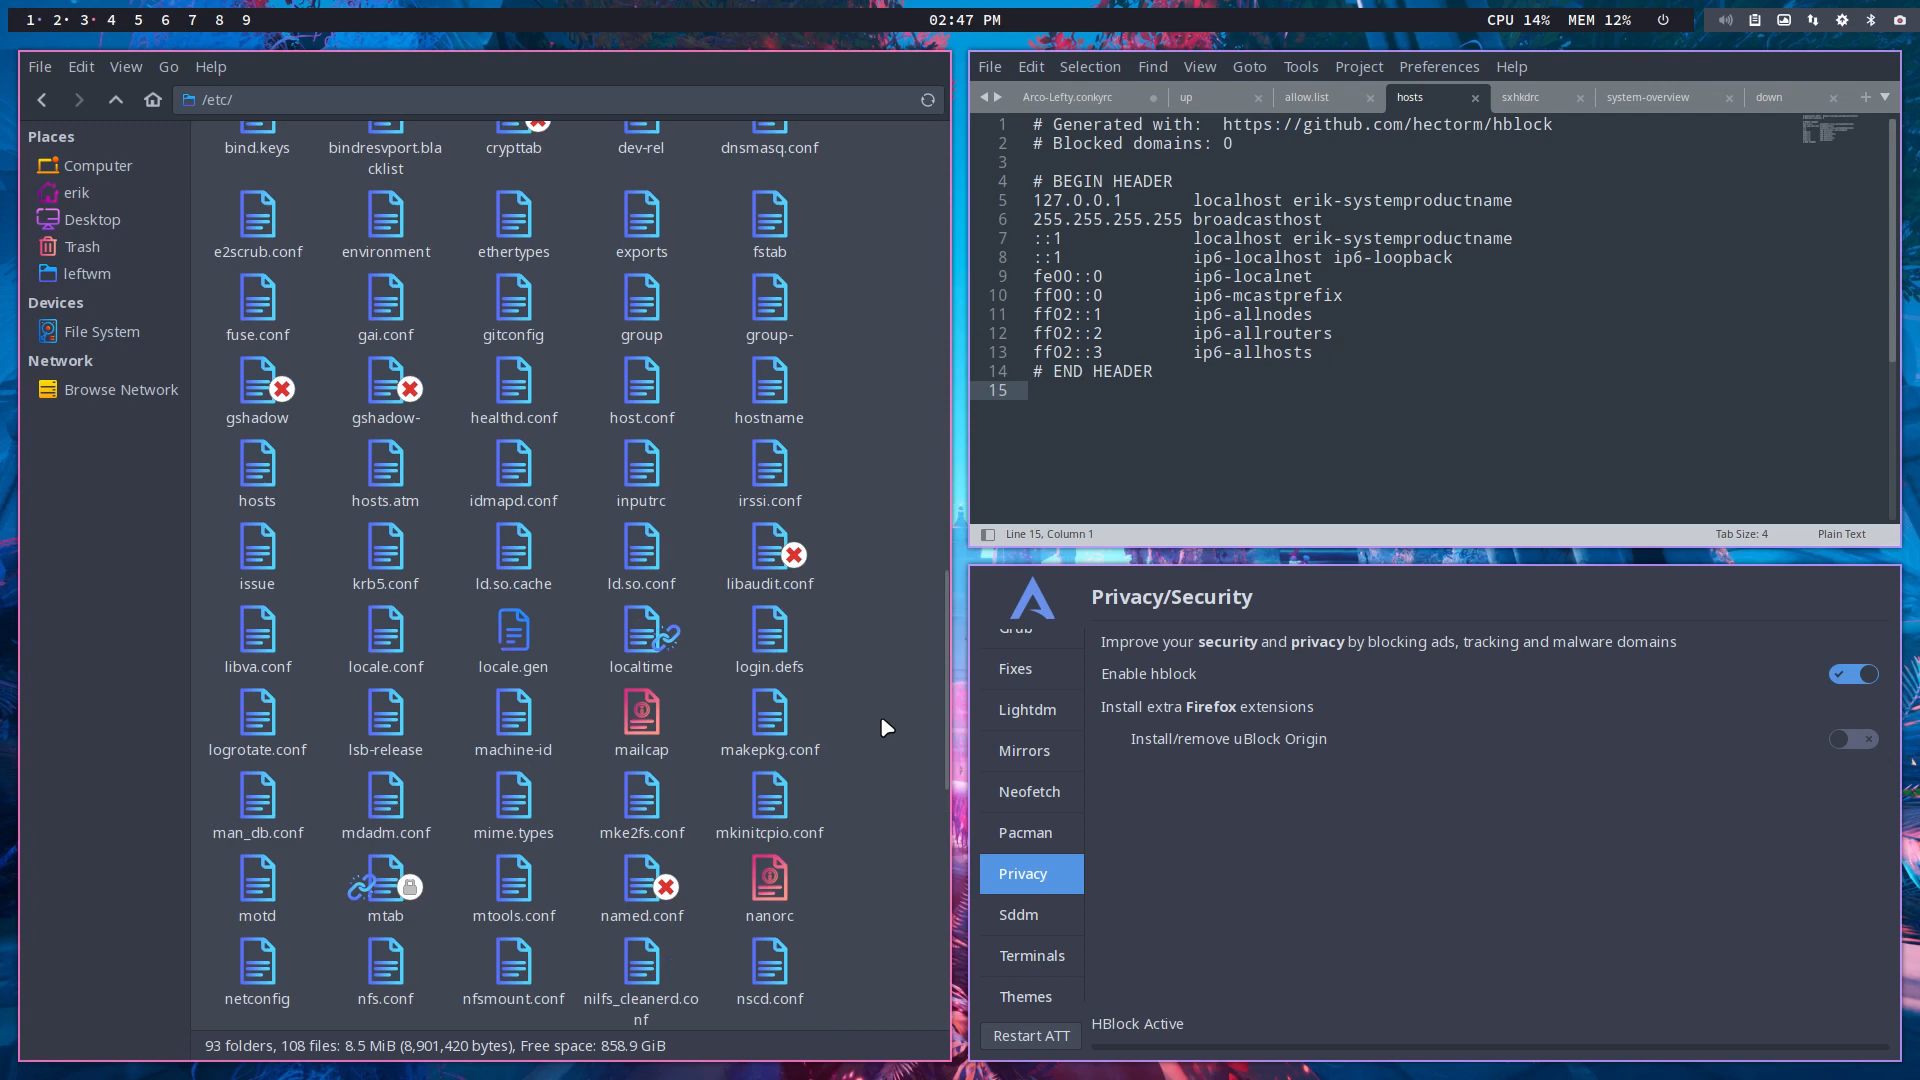 1· 2· 3· 4 5 6 7 8 9
02:47 PM
CPU 14% MEM 12%
File Edit View Go Help
/etc/
Places
Computer
erik
Desktop
Trash
leftwm
Devices
File System
Network
Browse Network
bind.keys bindresvport.bla crypttab dev-rel dnsmasq.conf
cklist
e2scrub.conf environment ethertypes exports fstab
fuse.conf gai.conf gitconfig group group-
gshadow gshadow- healthd.conf host.conf hostname
hosts hosts.atm idmapd.conf inputrc irssi.conf
issue krb5.conf ld.so.cache ld.so.conf libaudit.conf
libva.conf locale.conf locale.gen localtime login.defs
logrotate.conf lsb-release machine-id mailcap makepkg.conf
man_db.conf mdadm.conf mime.types mke2fs.conf mkinitcpio.conf
motd mtab mtools.conf named.conf nanorc
netconfig nfs.conf nfsmount.conf nilfs_cleanerd.co nscd.conf
nf
93 folders, 108 files: 8.5 MiB (8,901,420 bytes), Free space: 858.9 GiB
File Edit Selection Find View Goto Tools Project Preferences Help
Arco-Lefty.conkyrc up allow.list hosts sxhkdrc system-overview down
1 # Generated with:  https://github.com/hectorm/hblock
2 # Blocked domains: 0
3
4 # BEGIN HEADER
5 127.0.0.1       localhost erik-systemproductname
6 255.255.255.255 broadcasthost
7 ::1             localhost erik-systemproductname
8 ::1             ip6-localhost ip6-loopback
9 fe00::0         ip6-localnet
10 ff00::0         ip6-mcastprefix
11 ff02::1         ip6-allnodes
12 ff02::2         ip6-allrouters
13 ff02::3         ip6-allhosts
14 # END HEADER
15
Line 15, Column 1 Tab Size: 4 Plain Text
Privacy/Security
Grub
Fixes
Lightdm
Mirrors
Neofetch
Pacman
Privacy
Sddm
Terminals
Themes
Restart ATT
Improve your security and privacy by blocking ads, tracking and malware domains
Enable hblock
Install extra Firefox extensions
Install/remove uBlock Origin
HBlock Active